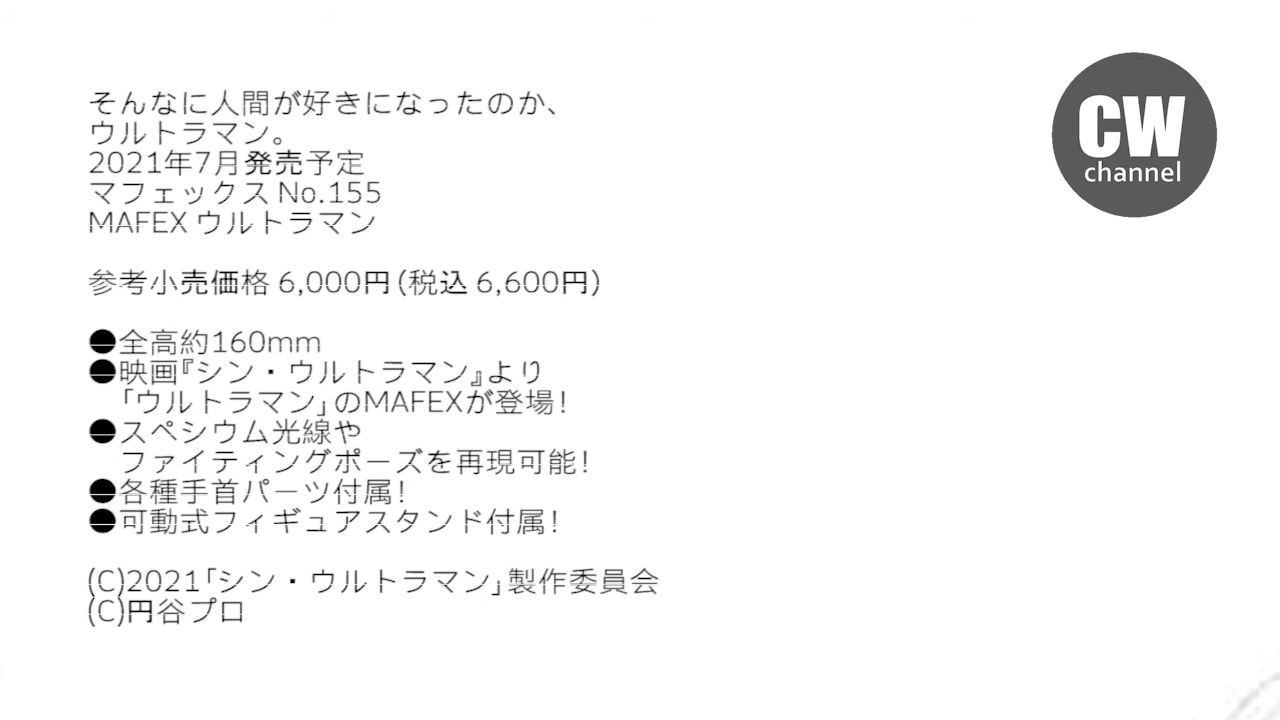 そんなに人間が好きになったのか、
ウルトラマン。
2021年7月発売予定
マフェックス No.155
MAFEX ウルトラマン
参考小売価格 6,000円(税込 6,600円)
●全高約160mm
●映画『シン・ウルトラマン』より
「ウルトラマン」のMAFEXが登場!
●スペシウム光線や
ファイティングポーズを再現可能!
●各種手首パーツ付属!
●可動式フィギュアスタンド付属!
(C)2021「シン・ウルトラマン」製作委員会
(C)円谷プロ
CW
channel